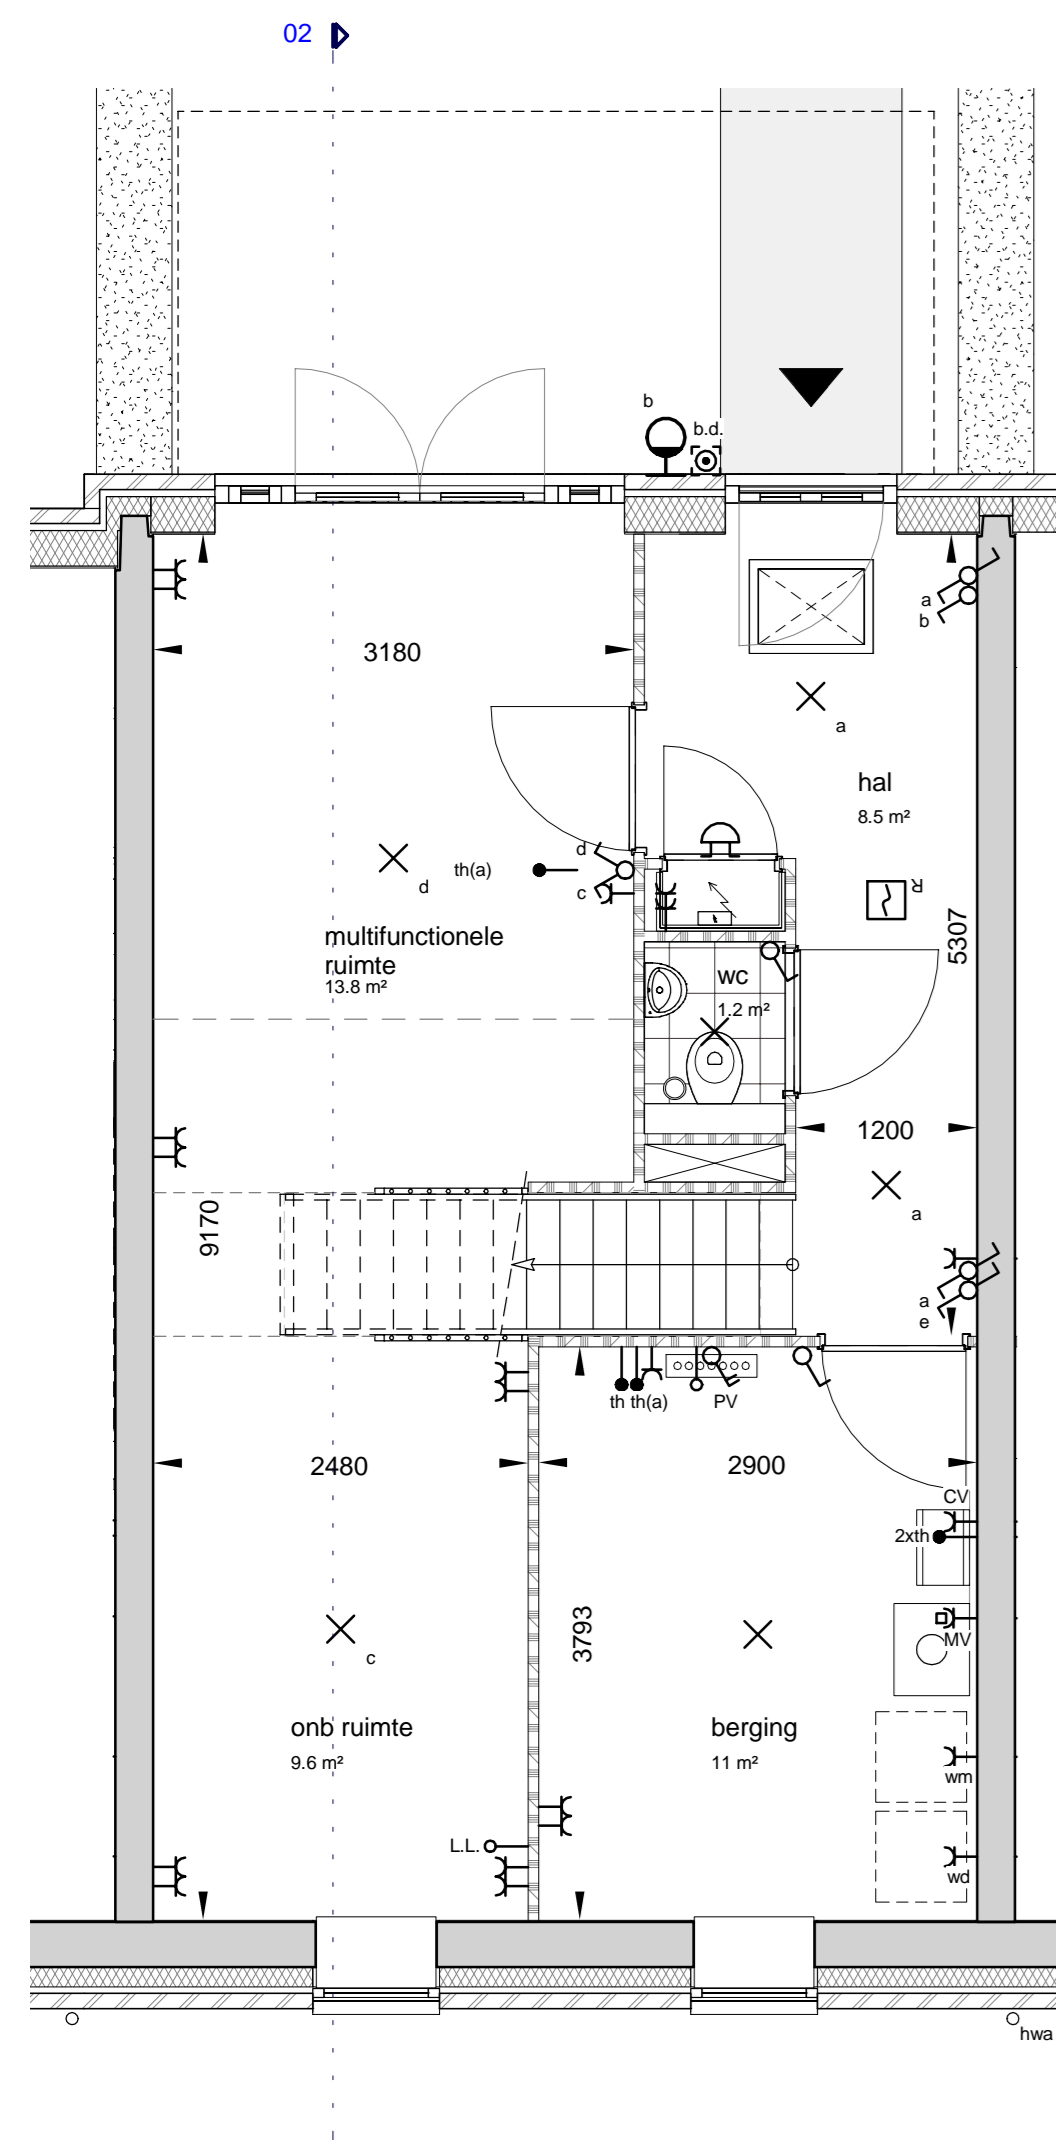 02
b
b.d.
a
b
3180
a
hal
8.5 m²
d
c
d
th(a)
R
5307
multifunctionele
ruimte
13.8 m²
wc
1.2 m²
1200
a
9170
a
e
th th(a)
PV
2480
2900
CV
2xth
3793
MV
c
onb ruimte
9.6 m²
berging
11 m²
wm
L.L.
wd
hwa